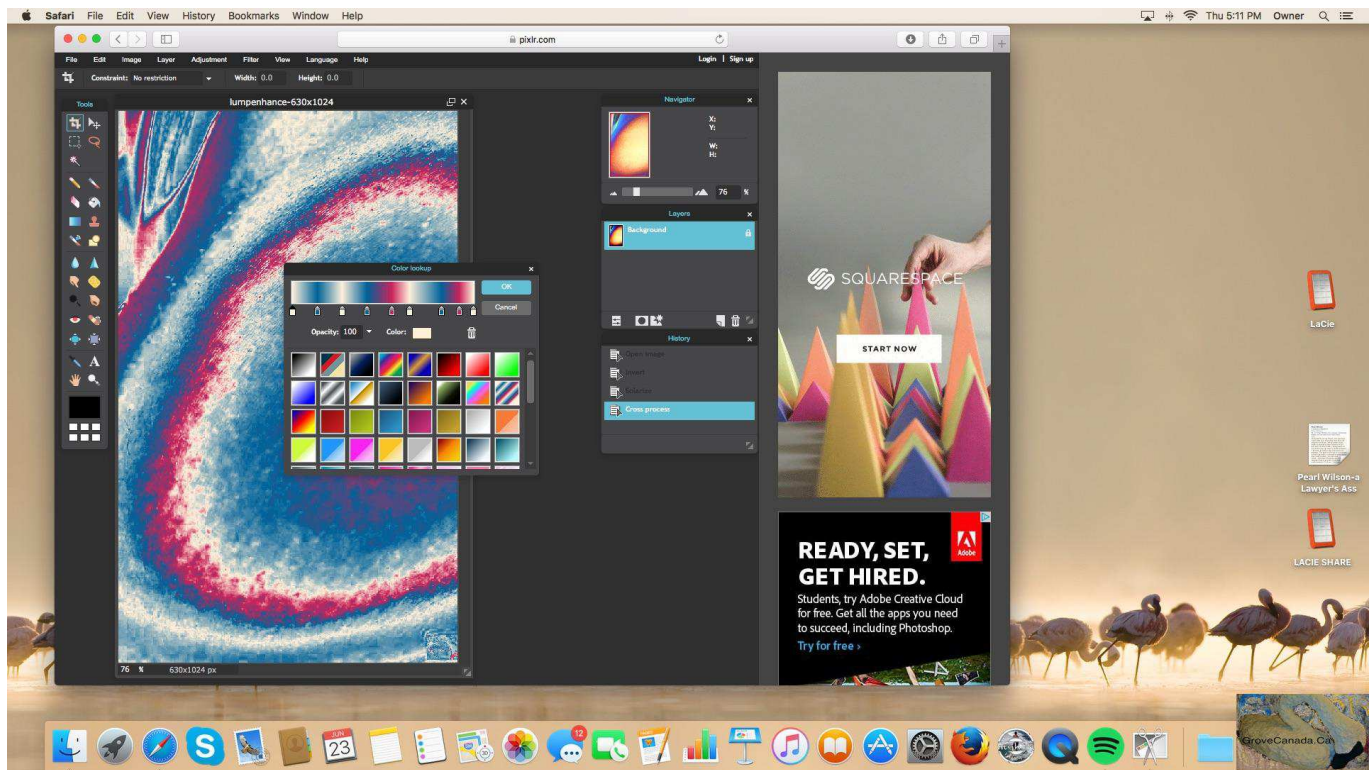 Safari File Edit View History Bookmarks Window Help
Thu 5:11 PM Owner
pixlr.com
File Edit Image Layer Adjustment Filter View Language Help
Login | Sign up
Constraint: No restriction Width: 0.0 Height: 0.0
Tools
lumpenhance-630x1024
Navigator
X:
Y:
W:
H:
76 %
Layers
Background
Color lookup
OK
Cancel
Opacity: 100 Color:
History
Open image
Invert
Solarize
Cross process
76 % 630x1024 px
SQUARESPACE
START NOW
READY, SET,
GET HIRED.
Adobe
Students, try Adobe Creative Cloud
for free. Get all the apps you need
to succeed, including Photoshop.
Try for free ›
LaCie
Pearl Wilson-a
Lawyer's Ass
LACIE SHARE
JUN
23
12
GroveCanada.Ca